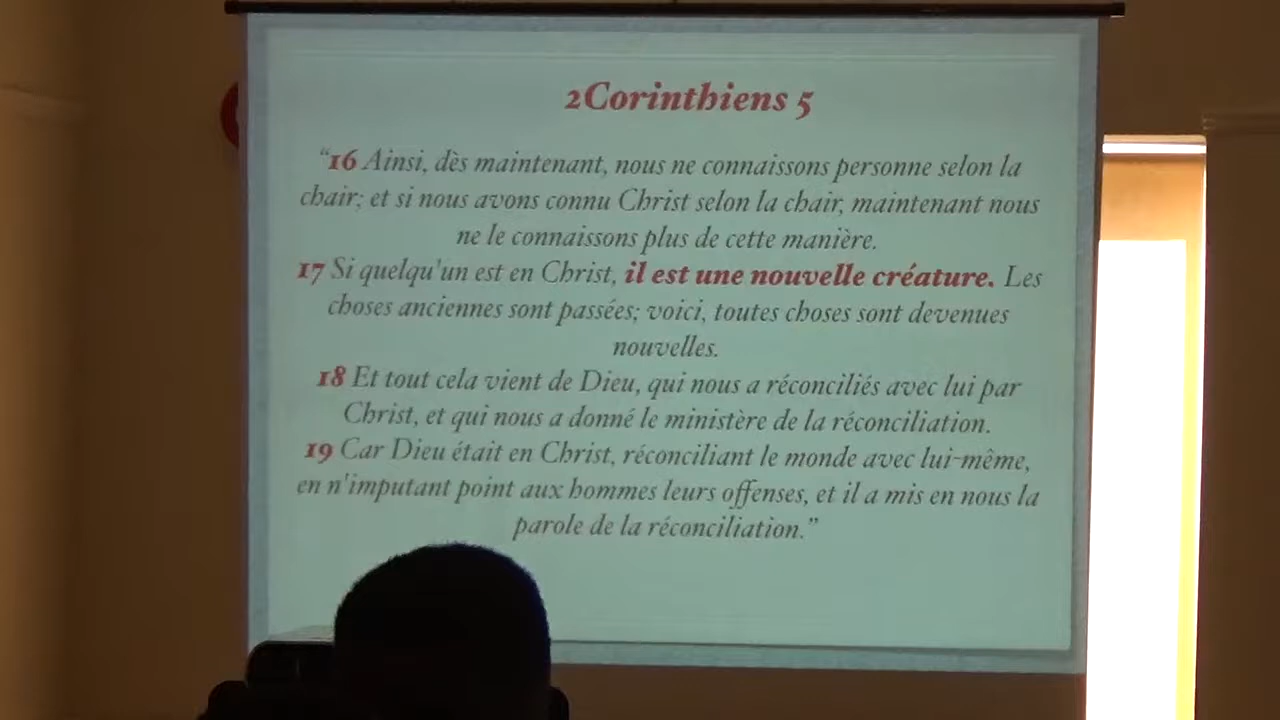 2Corinthiens 5
“16 Ainsi, dès maintenant, nous ne connaissons personne selon la
chair; et si nous avons connu Christ selon la chair, maintenant nous
ne le connaissons plus de cette manière.
17 Si quelqu'un est en Christ, il est une nouvelle créature. Les
choses anciennes sont passées; voici, toutes choses sont devenues
nouvelles.
18 Et tout cela vient de Dieu, qui nous a réconciliés avec lui par
Christ, et qui nous a donné le ministère de la réconciliation.
19 Car Dieu était en Christ, réconciliant le monde avec lui-même,
en n'imputant point aux hommes leurs offenses, et il a mis en nous la
parole de la réconciliation.”